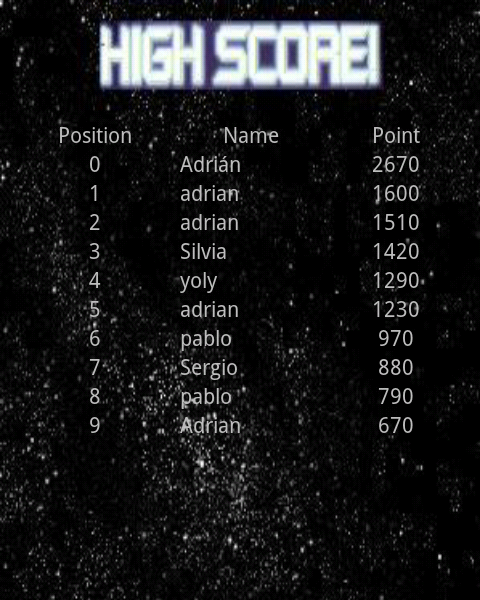 HIGH SCORE!
Position Name Point
0 Adrián 2670
1 adrian 1600
2 adrian 1510
3 Silvia 1420
4 yoly 1290
5 adrian 1230
6 pablo 970
7 Sergio 880
8 pablo 790
9 Adrian 670